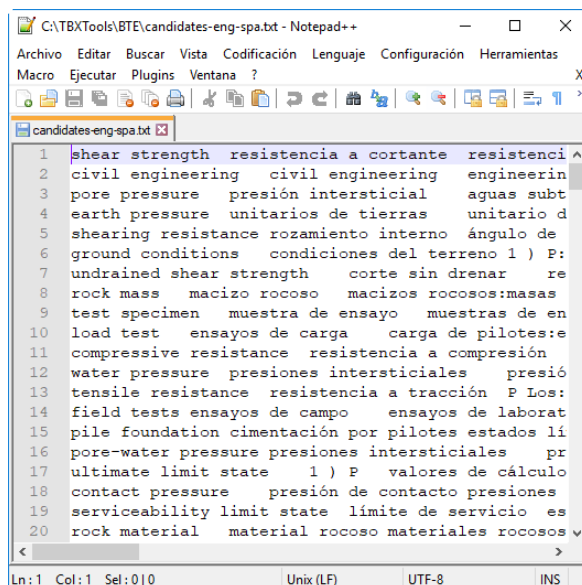 C:\TBXTools\BTE\candidates-eng-spa.txt - Notepad++
Archivo Editar Buscar Vista Codificación Lenguaje Configuración Herramientas
Macro Ejecutar Plugins Ventana ? X
candidates-eng-spa.txt
1 shear strength resistencia a cortante resistenci
2 civil engineering civil engineering engineerin
3 pore pressure presión intersticial aguas subt
4 earth pressure unitarios de tierras unitario d
5 shearing resistance rozamiento interno ángulo de
6 ground conditions condiciones del terreno 1 ) P:
7 undrained shear strength corte sin drenar re
8 rock mass macizo rocoso macizos rocosos:masas
9 test specimen muestra de ensayo muestras de en
10 load test ensayos de carga carga de pilotes:e
11 compressive resistance resistencia a compresión
12 water pressure presiones intersticiales presió
13 tensile resistance resistencia a tracción P Los:
14 field tests ensayos de campo ensayos de laborat
15 pile foundation cimentación por pilotes estados lí
16 pore-water pressure presiones intersticiales pr
17 ultimate limit state 1 ) P valores de cálculo
18 contact pressure presión de contacto presiones
19 serviceability limit state límite de servicio es
20 rock material material rocoso materiales rocosos
Ln : 1 Col : 1 Sel : 0 | 0 Unix (LF) UTF-8 INS